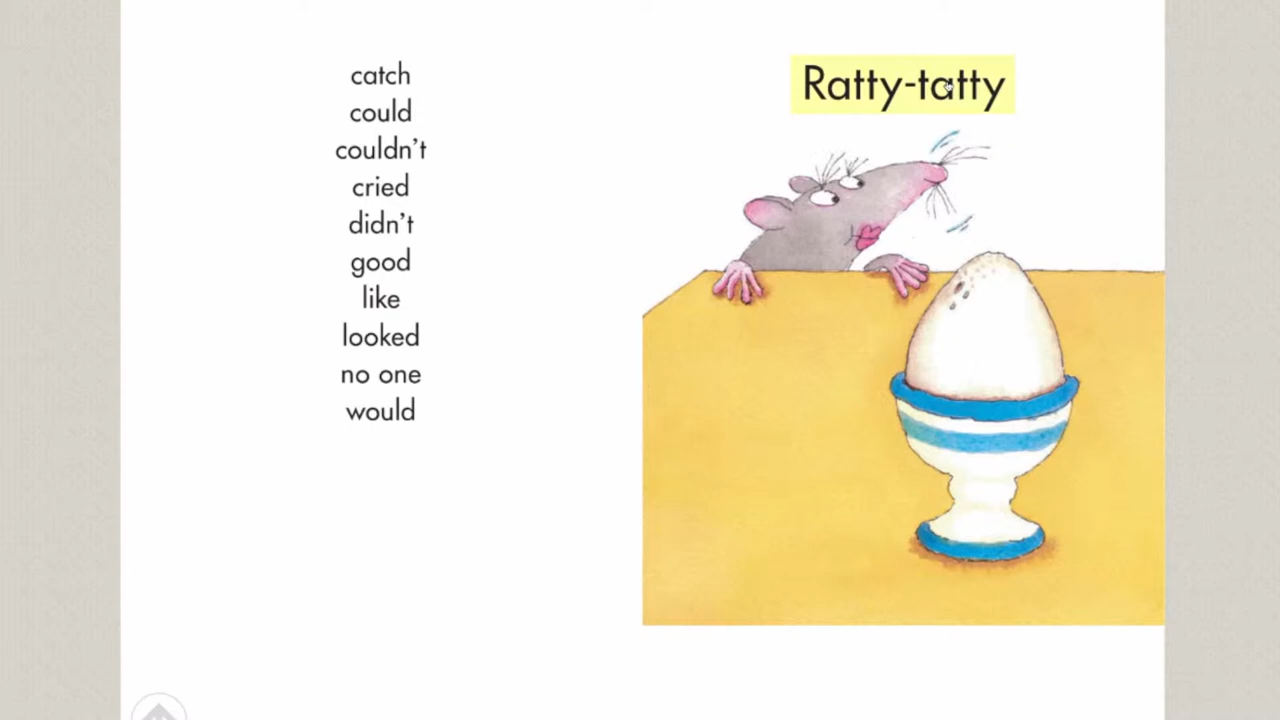 catch
could
couldn't
cried
didn't
good
like
looked
no one
would
Ratty-tatty